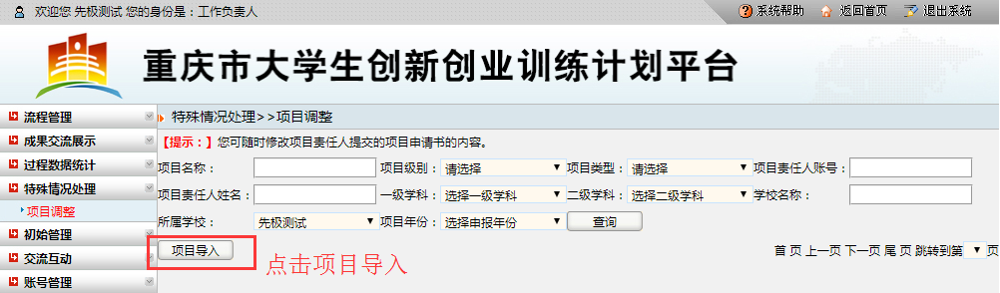 欢迎您 先极测试 您的身份是：工作负责人 系统帮助 返回首页 退出系统
重庆市大学生创新创业训练计划平台
流程管理
成果交流展示
过程数据统计
特殊情况处理
项目调整
初始管理
交流互动
账号管理
特殊情况处理>>项目调整
【提示：】您可随时修改项目责任人提交的项目申请书的内容。
项目名称： 项目级别： 请选择 项目类型： 请选择 项目责任人账号：
项目责任人姓名： 一级学科： 选择一级学科 二级学科： 选择二级学科 学校名称：
所属学校： 先极测试 项目年份： 选择申报年份 查询
项目导入 首 页 上一页 下一页 尾 页 跳转到第 页
点击项目导入